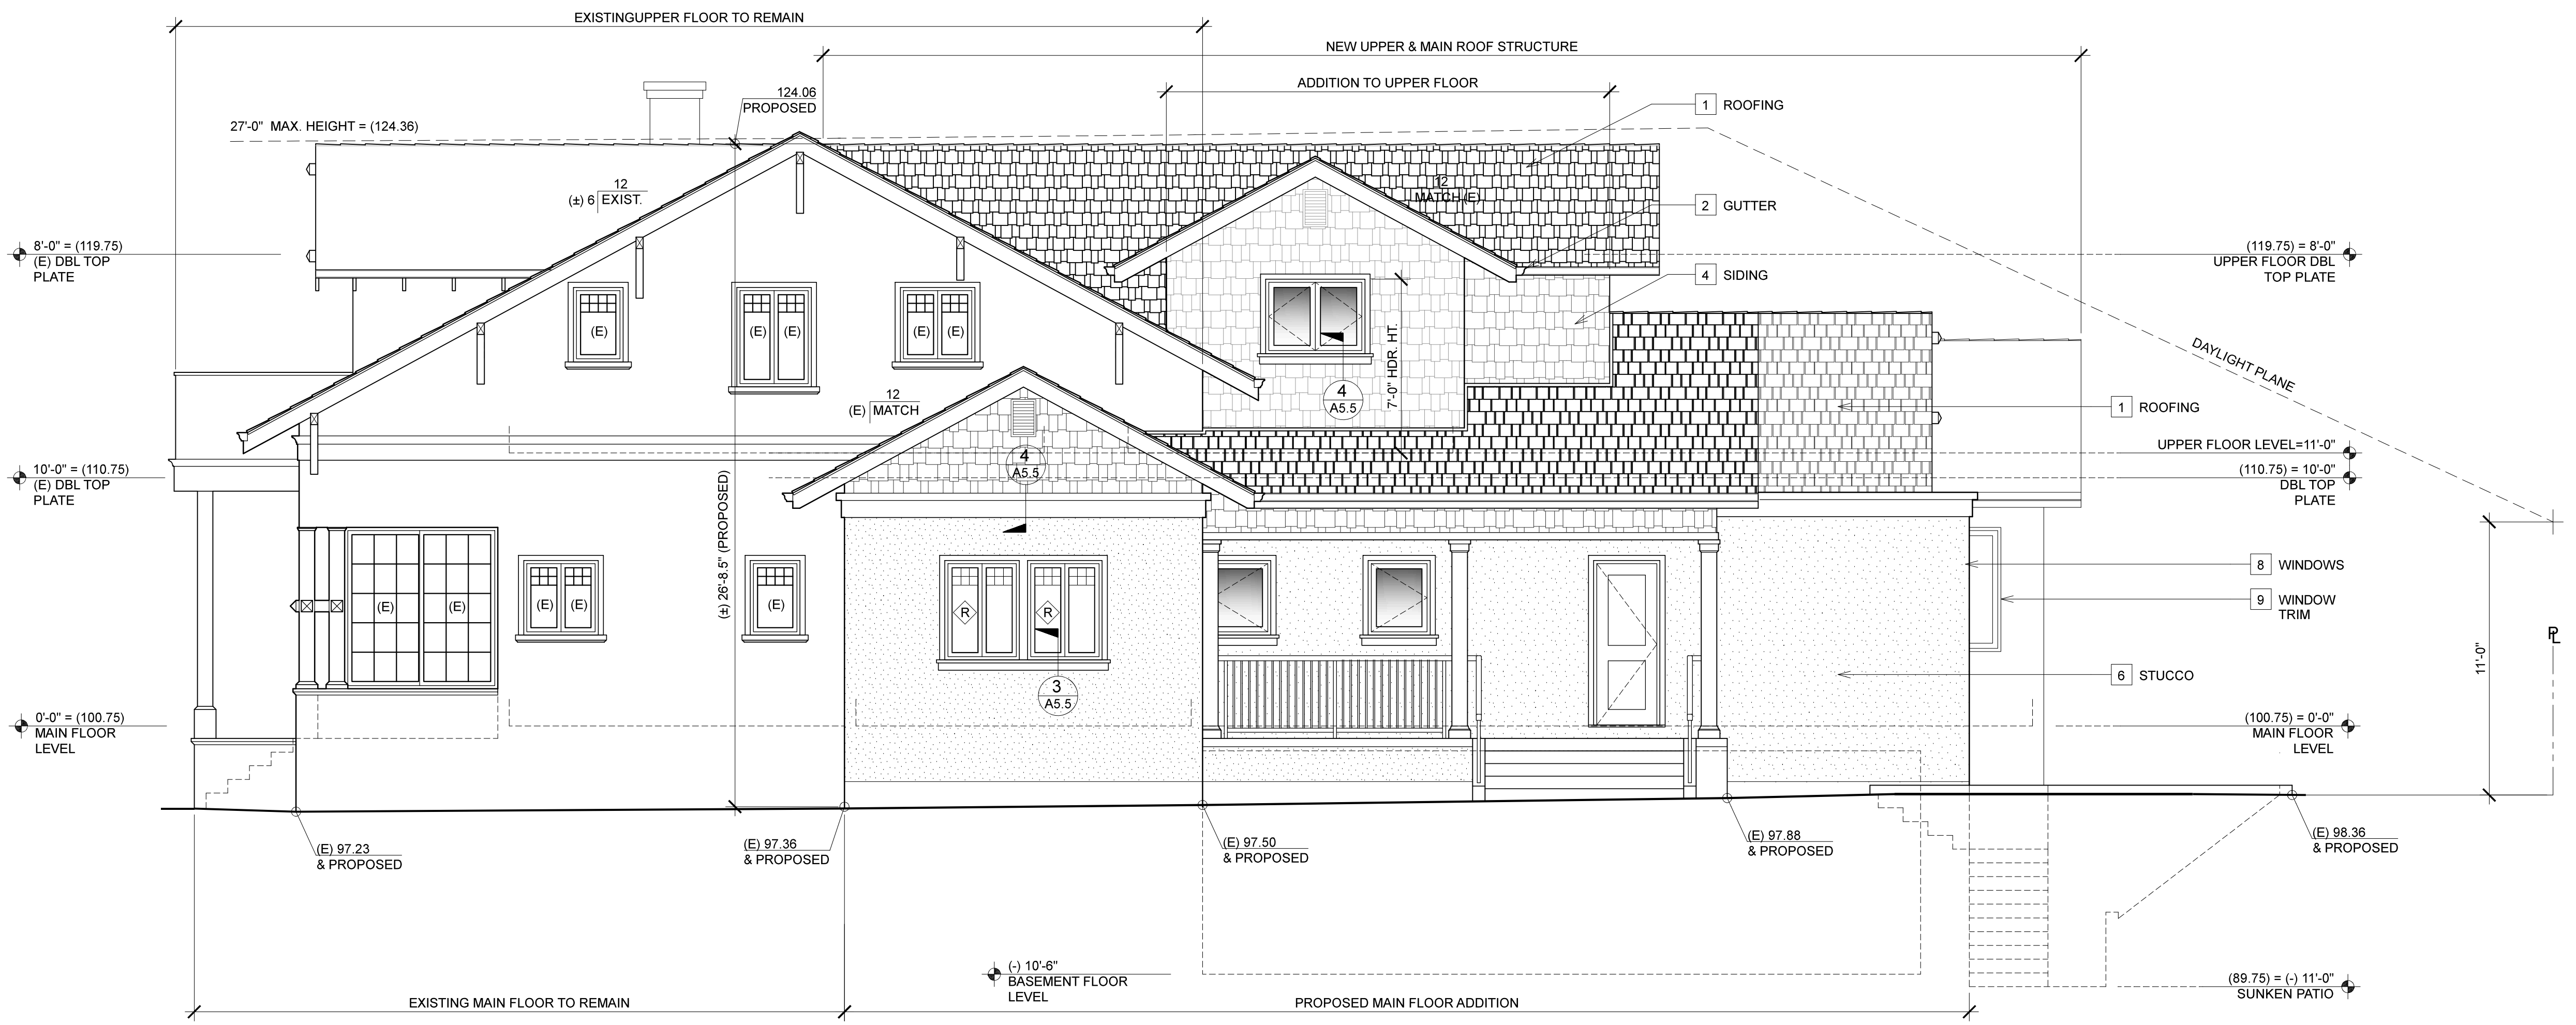 EXISTINGUPPER FLOOR TO REMAIN
NEW UPPER & MAIN ROOF STRUCTURE
ADDITION TO UPPER FLOOR
124.06
PROPOSED
1 ROOFING
27'-0" MAX. HEIGHT = (124.36)
12
(±) 6 EXIST.
12
MATCH (E)
2 GUTTER
8'-0" = (119.75)
(E) DBL TOP
PLATE
(119.75) = 8'-0"
UPPER FLOOR DBL
TOP PLATE
4 SIDING
(E)
(E)
(E)
(E)
(E)
7'-0" HDR. HT.
DAYLIGHT PLANE
4
A5.5
12
(E) MATCH
1 ROOFING
UPPER FLOOR LEVEL=11'-0"
10'-0" = (110.75)
(E) DBL TOP
PLATE
4
A5.5
(110.75) = 10'-0"
DBL TOP
PLATE
(±) 26'-8.5" (PROPOSED)
8 WINDOWS
9 WINDOW
TRIM
(E)
(E)
(E)
(E)
(E)
R
R
PL
11'-0"
6 STUCCO
3
A5.5
0'-0" = (100.75)
MAIN FLOOR
LEVEL
(100.75) = 0'-0"
MAIN FLOOR
LEVEL
(E) 97.23
& PROPOSED
(E) 97.36
& PROPOSED
(E) 97.50
& PROPOSED
(E) 97.88
& PROPOSED
(E) 98.36
& PROPOSED
(-) 10'-6"
BASEMENT FLOOR
LEVEL
(89.75) = (-) 11'-0"
SUNKEN PATIO
EXISTING MAIN FLOOR TO REMAIN
PROPOSED MAIN FLOOR ADDITION